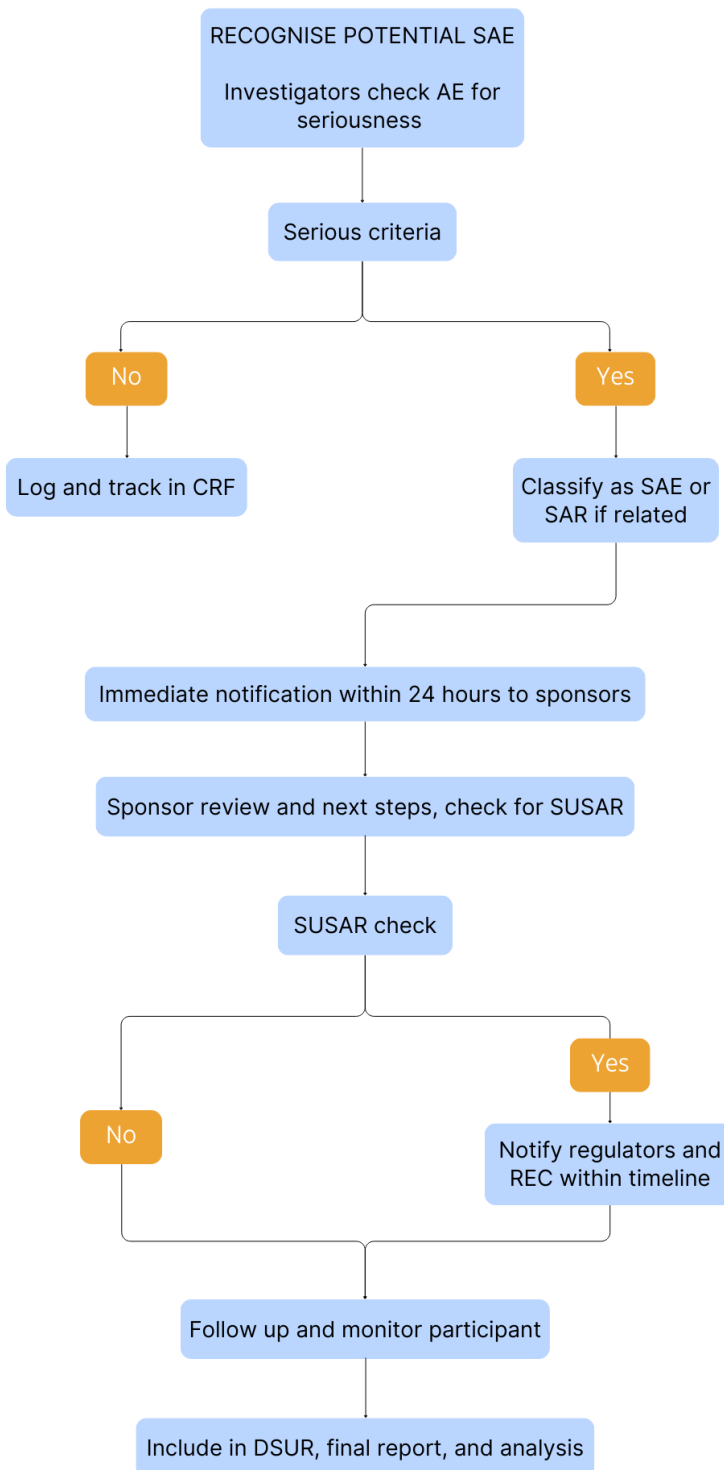 RECOGNISE POTENTIAL SAE
Investigators check AE for
seriousness
Serious criteria
No
Yes
Log and track in CRF
Classify as SAE or
SAR if related
Immediate notification within 24 hours to sponsors
Sponsor review and next steps, check for SUSAR
SUSAR check
Yes
No
Notify regulators and
REC within timeline
Follow up and monitor participant
Include in DSUR, final report, and analysis